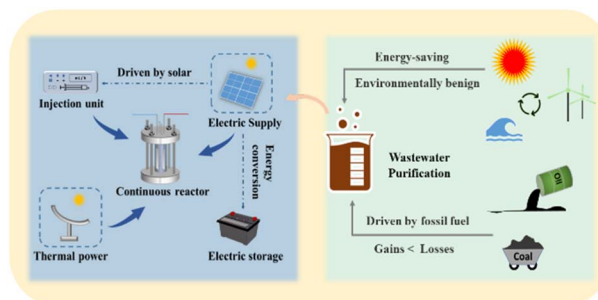 Driven by solar
Injection unit
Electric Supply
Energy conversion
Continuous reactor
Thermal power
Electric storage
Energy-saving
Environmentally benign
Wastewater
Purification
Oil
Driven by fossil fuel
Gains < Losses
Coal